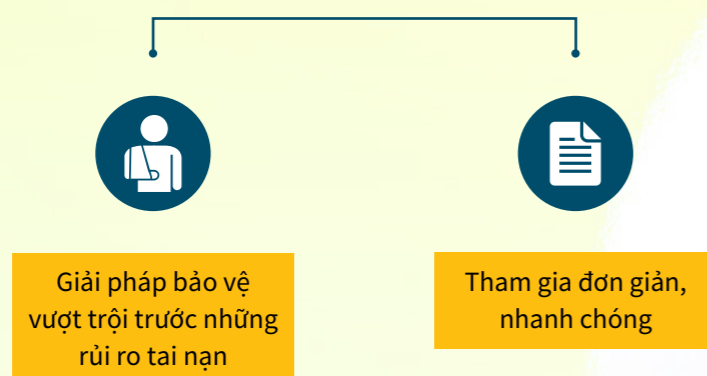 Giải pháp bảo vệ
vượt trội trước những
rủi ro tai nạn
Tham gia đơn giản,
nhanh chóng